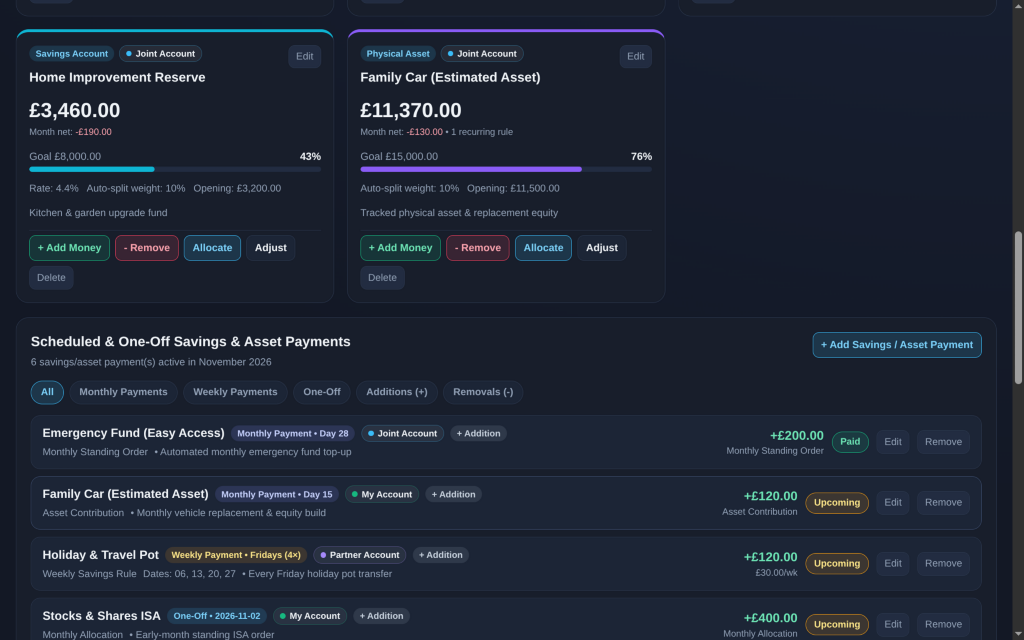 Savings Account Joint Account Edit
Home Improvement Reserve
£3,460.00
Month net: -£190.00
Goal £8,000.00 43%
Rate: 4.4% Auto-split weight: 10% Opening: £3,200.00
Kitchen & garden upgrade fund
+ Add Money - Remove Allocate Adjust
Delete
Physical Asset Joint Account Edit
Family Car (Estimated Asset)
£11,370.00
Month net: -£130.00 • 1 recurring rule
Goal £15,000.00 76%
Auto-split weight: 10% Opening: £11,500.00
Tracked physical asset & replacement equity
+ Add Money - Remove Allocate Adjust
Delete
Scheduled & One-Off Savings & Asset Payments
6 savings/asset payment(s) active in November 2026
+ Add Savings / Asset Payment
All Monthly Payments Weekly Payments One-Off Additions (+) Removals (-)
Emergency Fund (Easy Access) Monthly Payment • Day 28 Joint Account + Addition
Monthly Standing Order • Automated monthly emergency fund top-up
+£200.00
Monthly Standing Order
Paid Edit Remove
Family Car (Estimated Asset) Monthly Payment • Day 15 My Account + Addition
Asset Contribution • Monthly vehicle replacement & equity build
+£120.00
Asset Contribution
Upcoming Edit Remove
Holiday & Travel Pot Weekly Payment • Fridays (4×) Partner Account + Addition
Weekly Savings Rule Dates: 06, 13, 20, 27 • Every Friday holiday pot transfer
+£120.00
£30.00/wk
Upcoming Edit Remove
Stocks & Shares ISA One-Off • 2026-11-02 My Account + Addition
Monthly Allocation • Early-month standing ISA order
+£400.00
Monthly Allocation
Upcoming Edit Remove